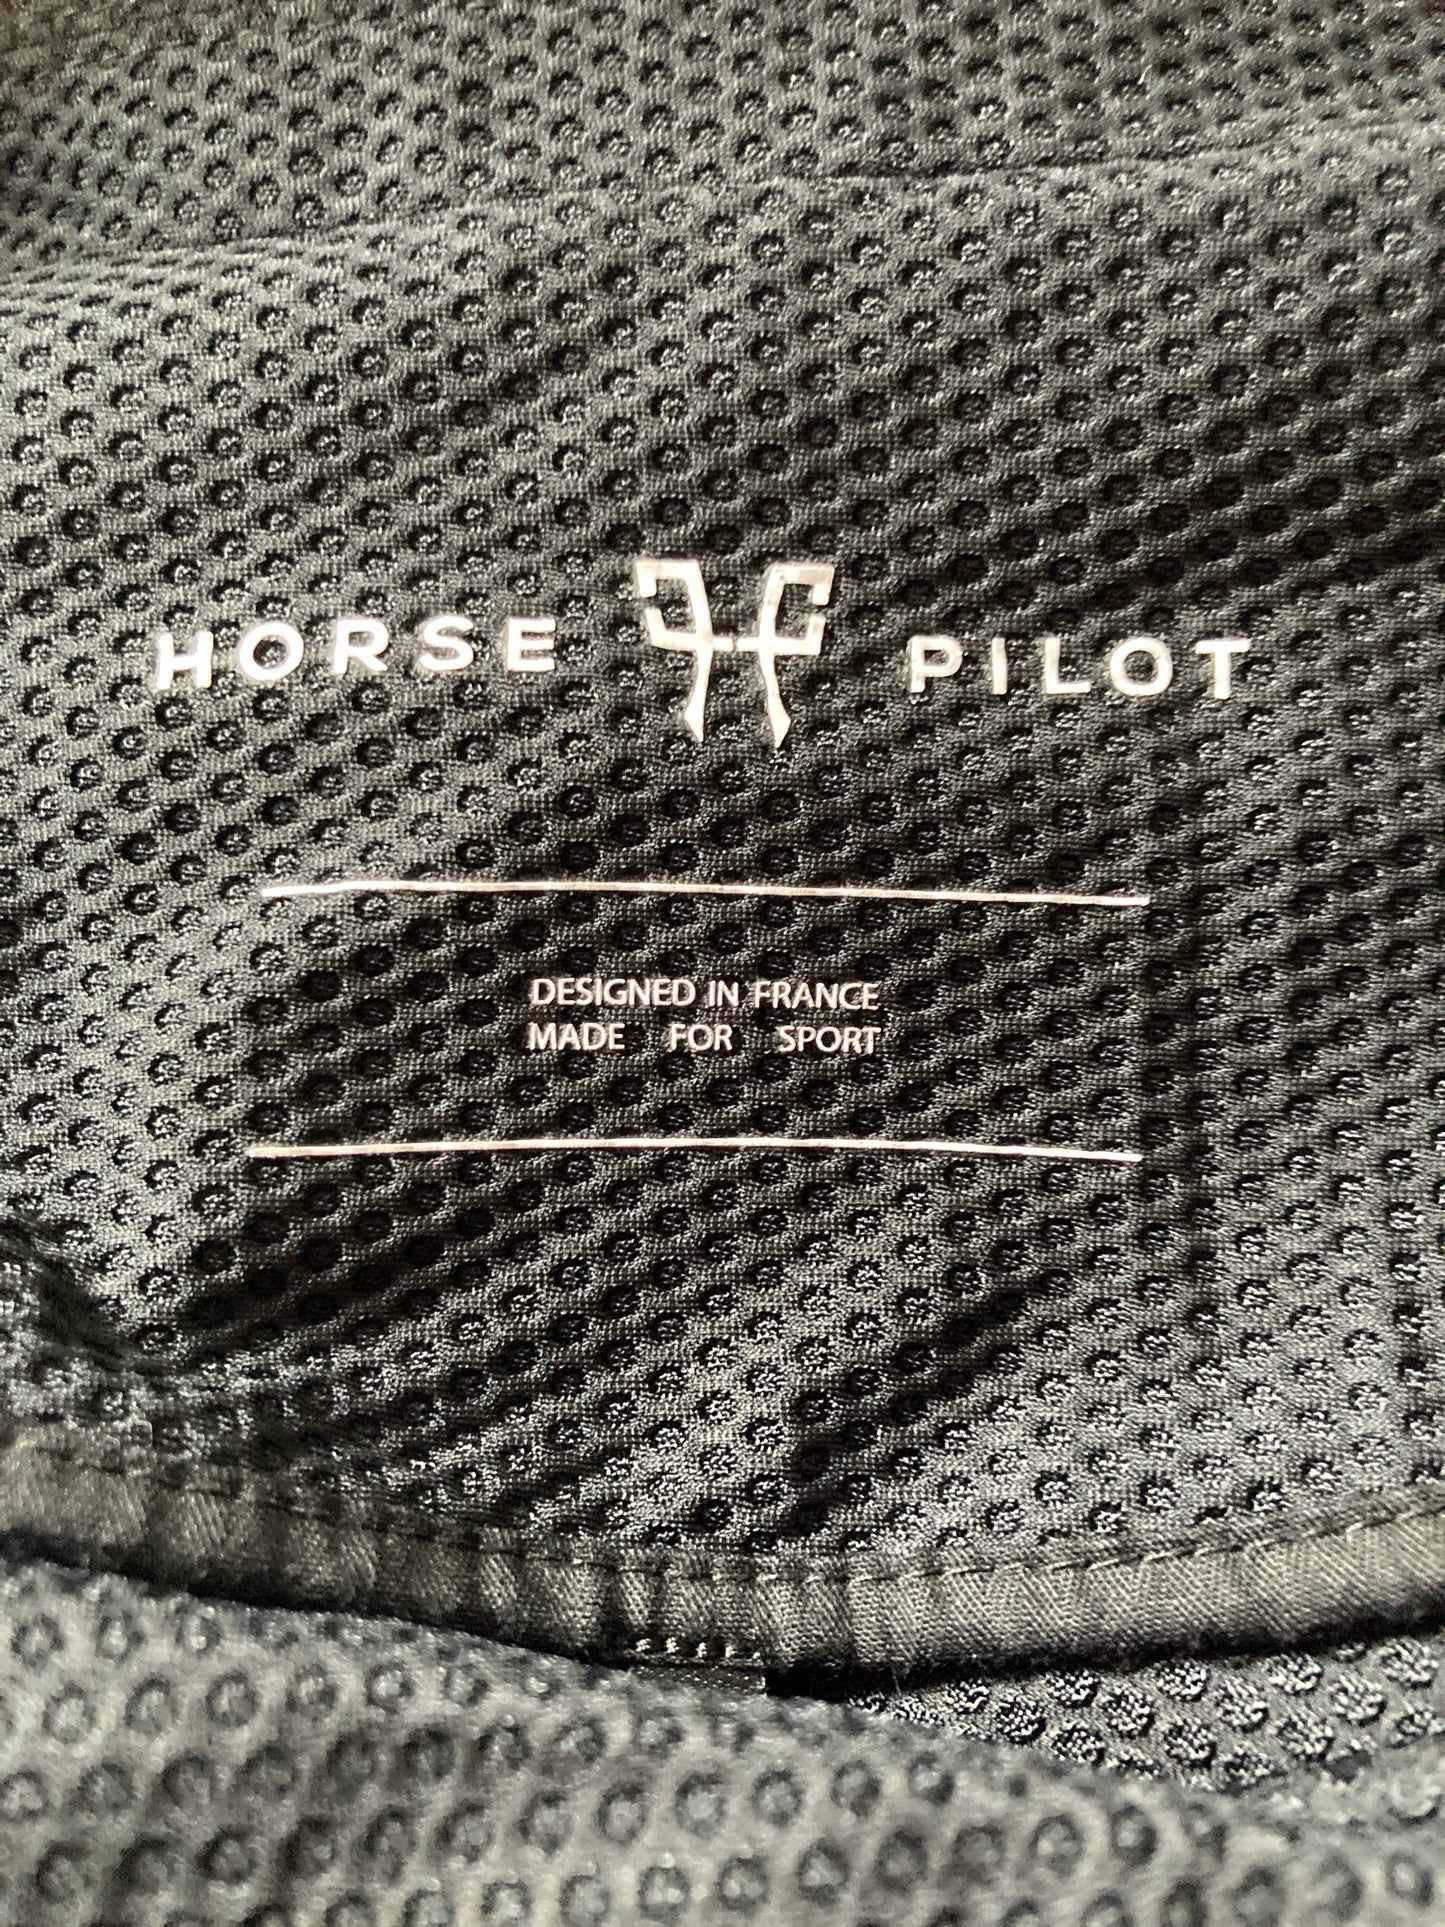 HORSE PILOT
DESIGNED IN FRANCE
MADE FOR SPORT